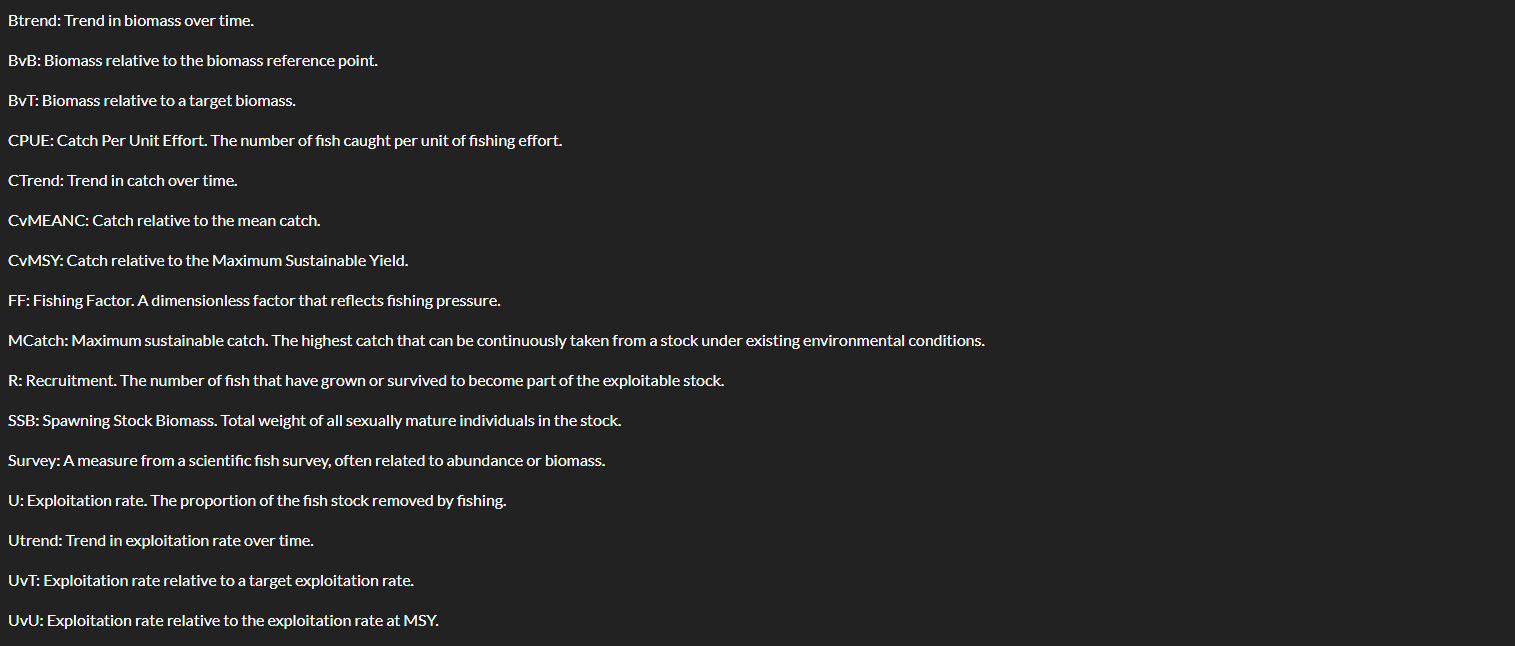 Btrend: Trend in biomass over time.
BvB: Biomass relative to the biomass reference point.
BvT: Biomass relative to a target biomass.
CPUE: Catch Per Unit Effort. The number of fish caught per unit of fishing effort.
CTrend: Trend in catch over time.
CvMEANC: Catch relative to the mean catch.
CvMSY: Catch relative to the Maximum Sustainable Yield.
FF: Fishing Factor. A dimensionless factor that reflects fishing pressure.
MCatch: Maximum sustainable catch. The highest catch that can be continuously taken from a stock under existing environmental conditions.
R: Recruitment. The number of fish that have grown or survived to become part of the exploitable stock.
SSB: Spawning Stock Biomass. Total weight of all sexually mature individuals in the stock.
Survey: A measure from a scientific fish survey, often related to abundance or biomass.
U: Exploitation rate. The proportion of the fish stock removed by fishing.
Utrend: Trend in exploitation rate over time.
UvT: Exploitation rate relative to a target exploitation rate.
UvU: Exploitation rate relative to the exploitation rate at MSY.